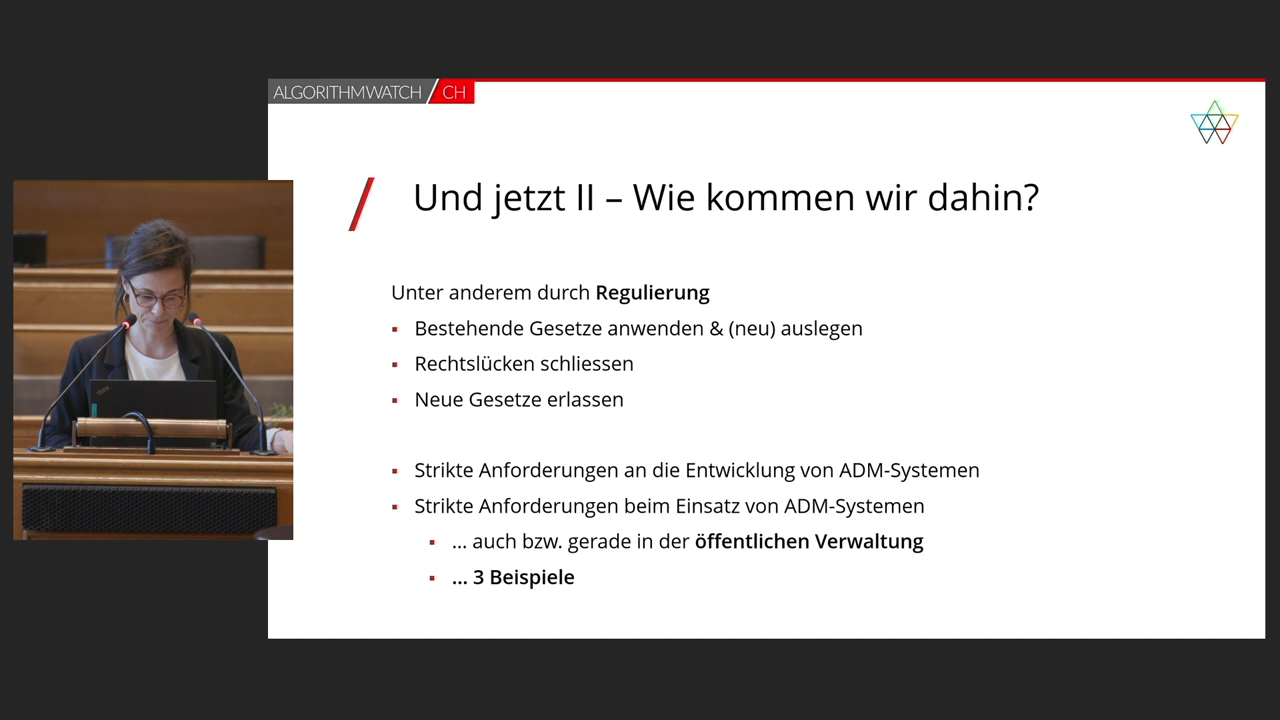 ALGORITHMWATCH CH
Und jetzt II – Wie kommen wir dahin?
Unter anderem durch Regulierung
Bestehende Gesetze anwenden & (neu) auslegen
Rechtslücken schliessen
Neue Gesetze erlassen
Strikte Anforderungen an die Entwicklung von ADM-Systemen
Strikte Anforderungen beim Einsatz von ADM-Systemen
... auch bzw. gerade in der öffentlichen Verwaltung
... 3 Beispiele